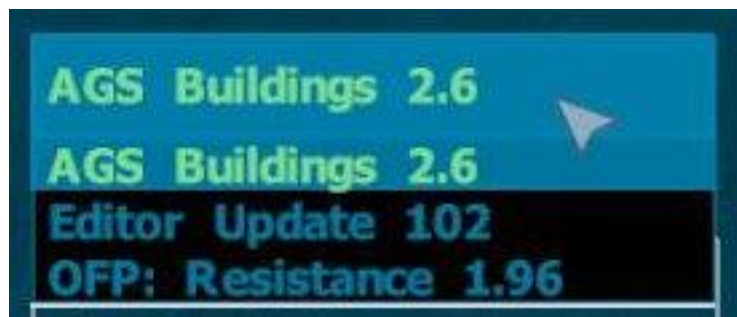 AGS Buildings 2.6
AGS Buildings 2.6
Editor Update 102
OFP: Resistance 1.96